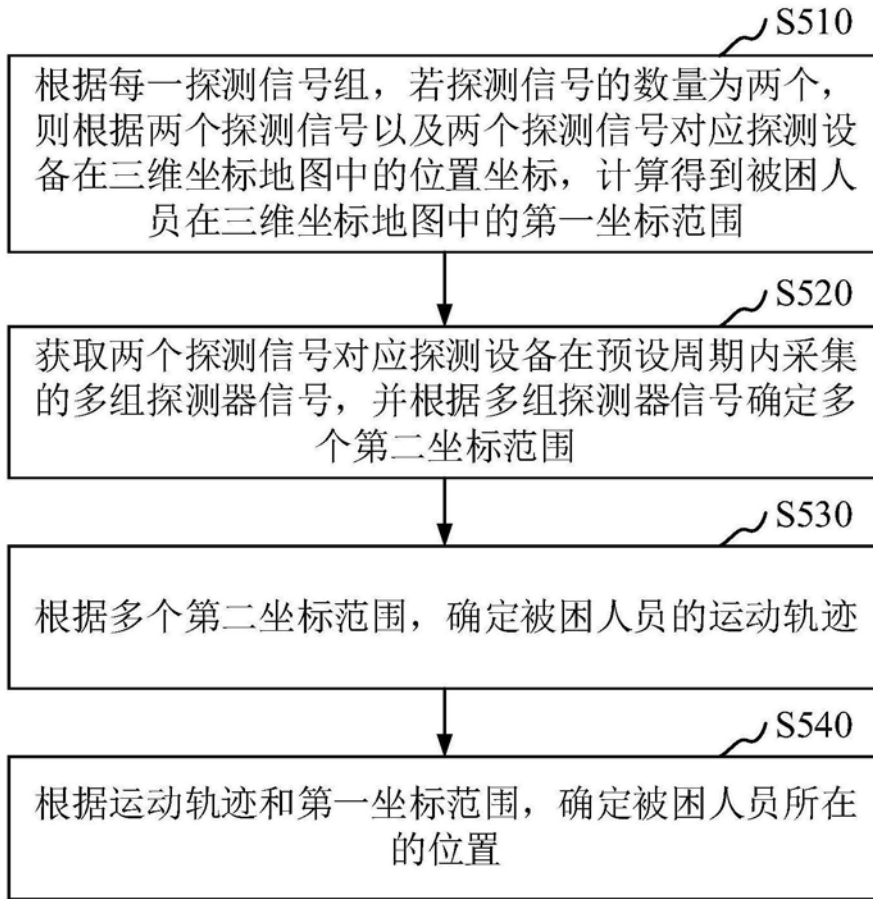 S510
根据每一探测信号组，若探测信号的数量为两个，
则根据两个探测信号以及两个探测信号对应探测设
备在三维坐标地图中的位置坐标，计算得到被困人
员在三维坐标地图中的第一坐标范围
S520
获取两个探测信号对应探测设备在预设周期内采集
的多组探测器信号，并根据多组探测器信号确定多
个第二坐标范围
S530
根据多个第二坐标范围，确定被困人员的运动轨迹
S540
根据运动轨迹和第一坐标范围，确定被困人员所在
的位置